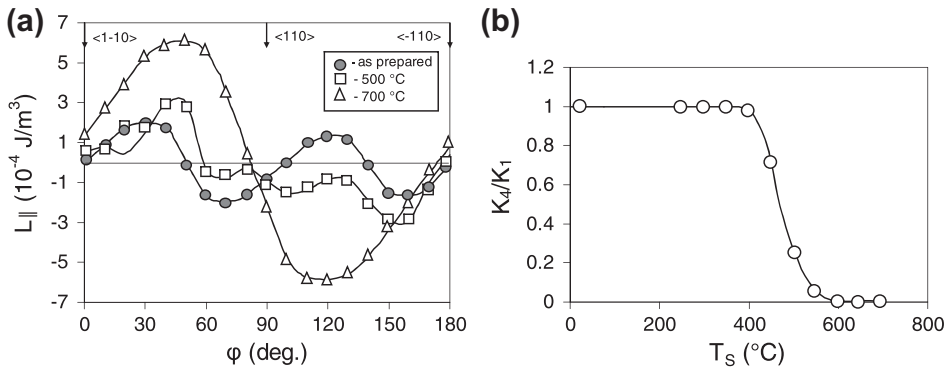 (a)
7
5
3
1
-1
-3
-5
-7
L|| (10⁻⁴ J/m³)
<1-10>
<110>
<-110>
- as prepared
- 500 °C
- 700 °C
0 30 60 90 120 150 180
φ (deg.)
(b)
1.2
1
0.8
0.6
0.4
0.2
0
K₄/K₁
0 200 400 600 800
T_S (°C)